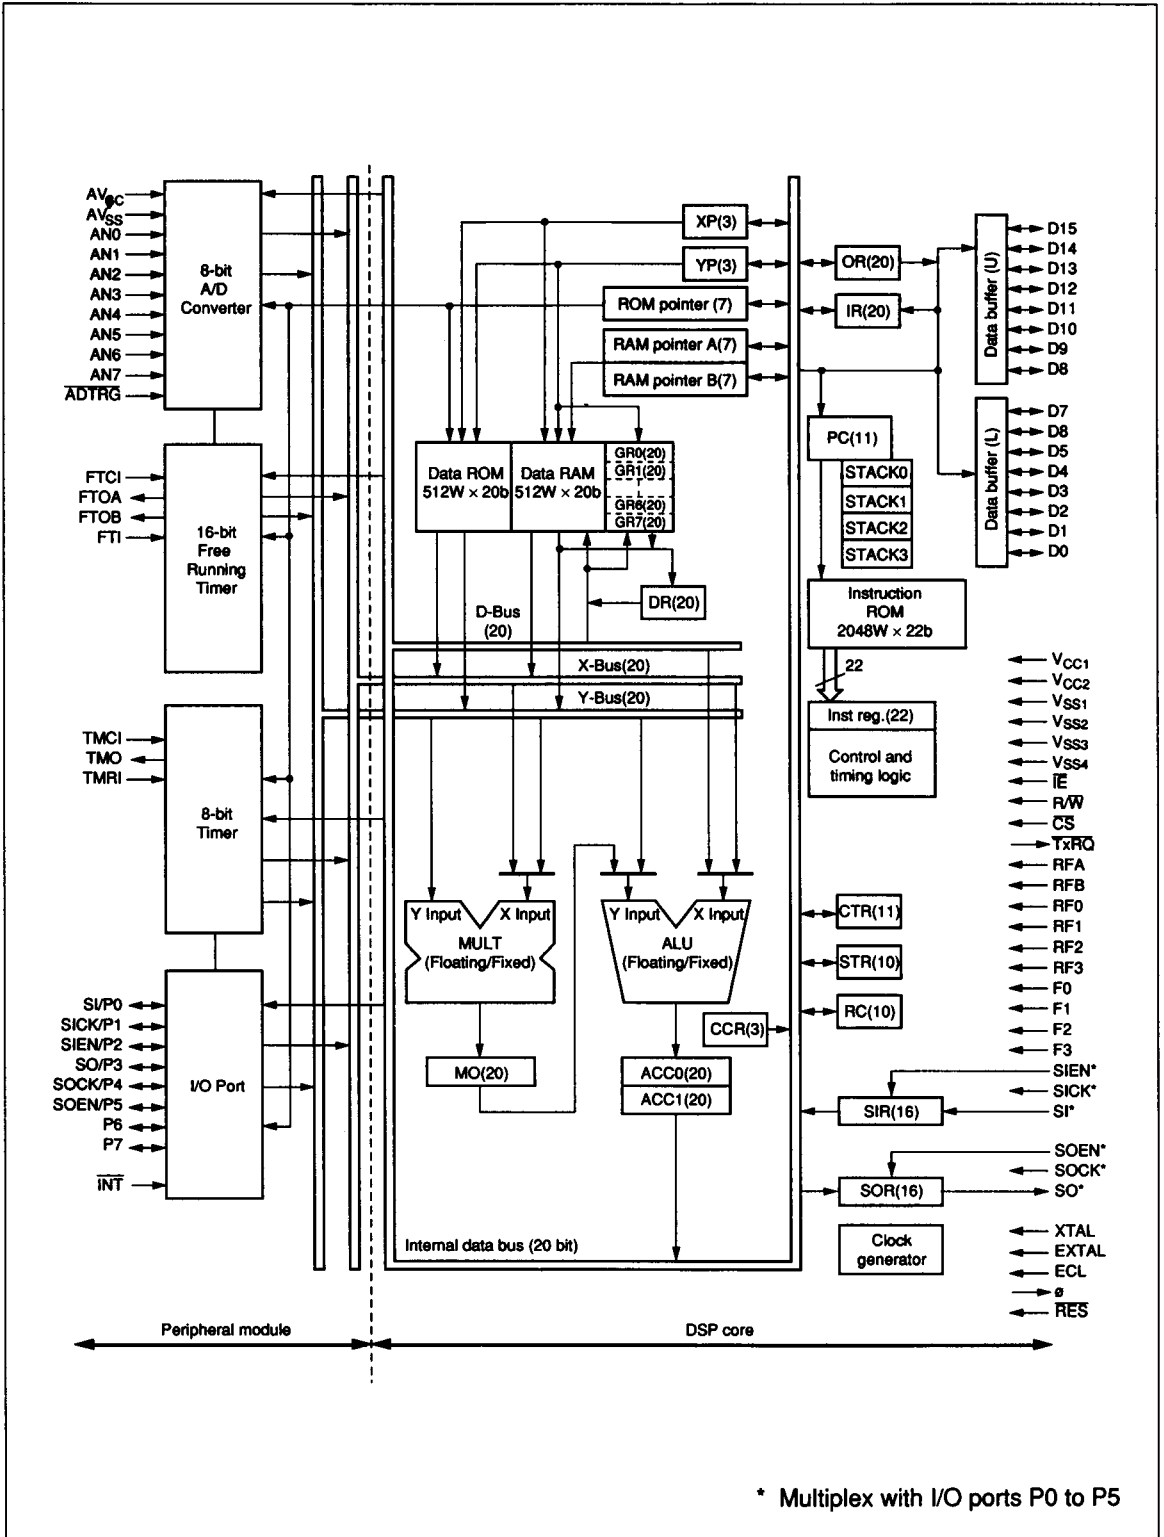 AVCC
AVSS
AN0
AN1
AN2
AN3
AN4
AN5
AN6
AN7
ADTRG
8-bit
A/D
Converter
FTCI
FTOA
FTOB
FTI
16-bit
Free
Running
Timer
TMCI
TMO
TMRI
8-bit
Timer
SI/P0
SICK/P1
SIEN/P2
SO/P3
SOCK/P4
SOEN/P5
P6
P7
INT
I/O Port
XP(3)
YP(3)
ROM pointer (7)
RAM pointer A(7)
RAM pointer B(7)
Data ROM
512W × 20b
Data RAM
512W × 20b
GR0(20)
GR1(20)
GR6(20)
GR7(20)
DR(20)
D-Bus
(20)
X-Bus(20)
Y-Bus(20)
Y Input
X Input
MULT
(Floating/Fixed)
Y Input
X Input
ALU
(Floating/Fixed)
CCR(3)
MO(20)
ACC0(20)
ACC1(20)
Internal data bus (20 bit)
OR(20)
IR(20)
PC(11)
STACK0
STACK1
STACK2
STACK3
Instruction
ROM
2048W × 22b
22
Inst reg.(22)
Control and
timing logic
CTR(11)
STR(10)
RC(10)
SIR(16)
SOR(16)
Clock
generator
Data buffer (U)
D15
D14
D13
D12
D11
D10
D9
D8
Data buffer (L)
D7
D8
D5
D4
D3
D2
D1
D0
VCC1
VCC2
VSS1
VSS2
VSS3
VSS4
IE
R/W
CS
TxRQ
RFA
RFB
RF0
RF1
RF2
RF3
F0
F1
F2
F3
SIEN*
SICK*
SI*
SOEN*
SOCK*
SO*
XTAL
EXTAL
ECL
ø
RES
Peripheral module
DSP core
* Multiplex with I/O ports P0 to P5